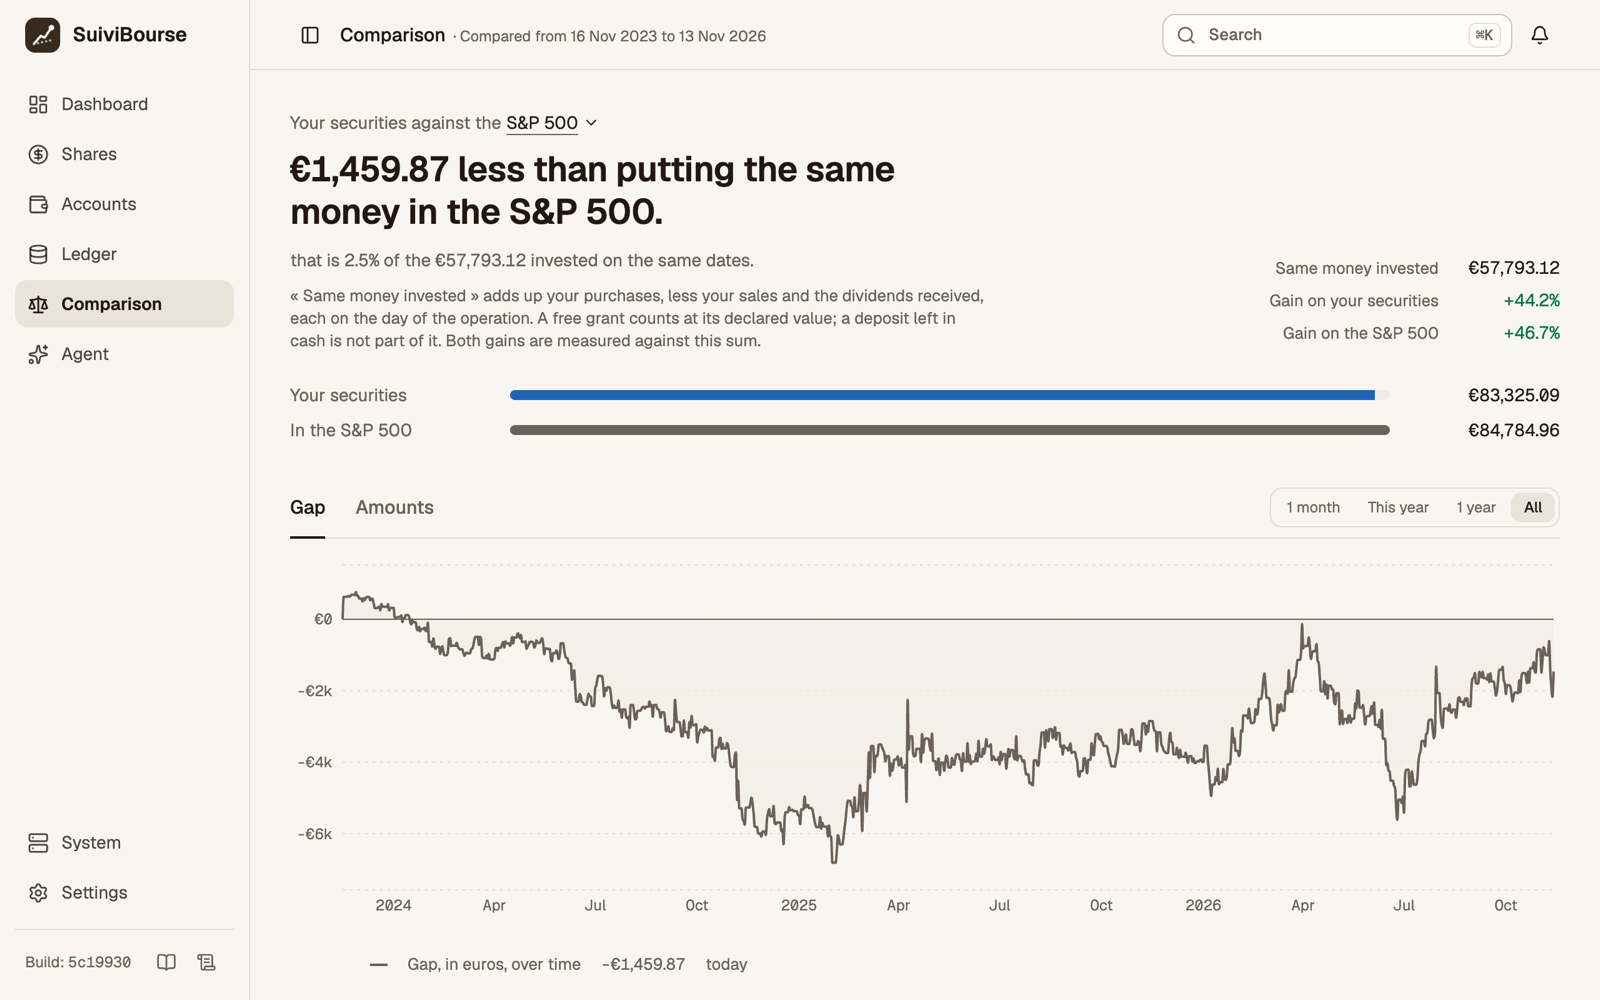 SuiviBourse
Comparison · Compared from 16 Nov 2023 to 13 Nov 2026
Search ⌘K
Dashboard
Shares
Accounts
Ledger
Comparison
Agent
System
Settings
Build: 5c19930
Your securities against the S&P 500
€1,459.87 less than putting the same
money in the S&P 500.
that is 2.5% of the €57,793.12 invested on the same dates.
« Same money invested » adds up your purchases, less your sales and the dividends received,
each on the day of the operation. A free grant counts at its declared value; a deposit left in
cash is not part of it. Both gains are measured against this sum.
Same money invested €57,793.12
Gain on your securities +44.2%
Gain on the S&P 500 +46.7%
Your securities €83,325.09
In the S&P 500 €84,784.96
Gap Amounts
1 month This year 1 year All
€0
-€2k
-€4k
-€6k
2024 Apr Jul Oct 2025 Apr Jul Oct 2026 Apr Jul Oct
Gap, in euros, over time -€1,459.87 today